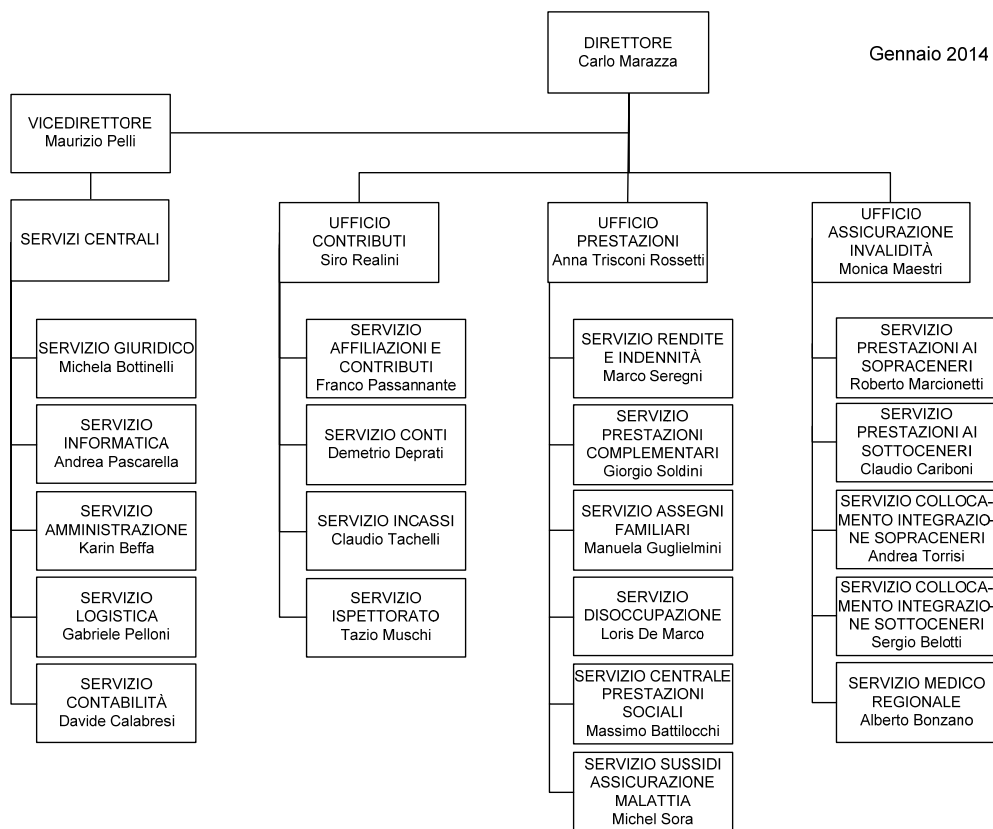 DIRETTORE
Carlo Marazza
Gennaio 2014
VICEDIRETTORE
Maurizio Pelli
SERVIZI CENTRALI
SERVIZIO GIURIDICO
Michela Bottinelli
SERVIZIO
INFORMATICA
Andrea Pascarella
SERVIZIO
AMMINISTRAZIONE
Karin Beffa
SERVIZIO
LOGISTICA
Gabriele Pelloni
SERVIZIO
CONTABILITÀ
Davide Calabresi
UFFICIO
CONTRIBUTI
Siro Realini
SERVIZIO
AFFILIAZIONI E
CONTRIBUTI
Franco Passannante
SERVIZIO CONTI
Demetrio Deprati
SERVIZIO INCASSI
Claudio Tachelli
SERVIZIO
ISPETTORATO
Tazio Muschi
UFFICIO
PRESTAZIONI
Anna Trisconi Rossetti
SERVIZIO RENDITE
E INDENNITÀ
Marco Seregni
SERVIZIO
PRESTAZIONI
COMPLEMENTARI
Giorgio Soldini
SERVIZIO ASSEGNI
FAMILIARI
Manuela Guglielmini
SERVIZIO
DISOCCUPAZIONE
Loris De Marco
SERVIZIO CENTRALE
PRESTAZIONI
SOCIALI
Massimo Battilocchi
SERVIZIO SUSSIDI
ASSICURAZIONE
MALATTIA
Michel Sora
UFFICIO
ASSICURAZIONE
INVALIDITÀ
Monica Maestri
SERVIZIO
PRESTAZIONI AI
SOPRACENERI
Roberto Marcionetti
SERVIZIO
PRESTAZIONI AI
SOTTOCENERI
Claudio Cariboni
SERVIZIO COLLOCA-
MENTO INTEGRAZIO-
NE SOPRACENERI
Andrea Torrisi
SERVIZIO COLLOCA-
MENTO INTEGRAZIO-
NE SOTTOCENERI
Sergio Belotti
SERVIZIO MEDICO
REGIONALE
Alberto Bonzano